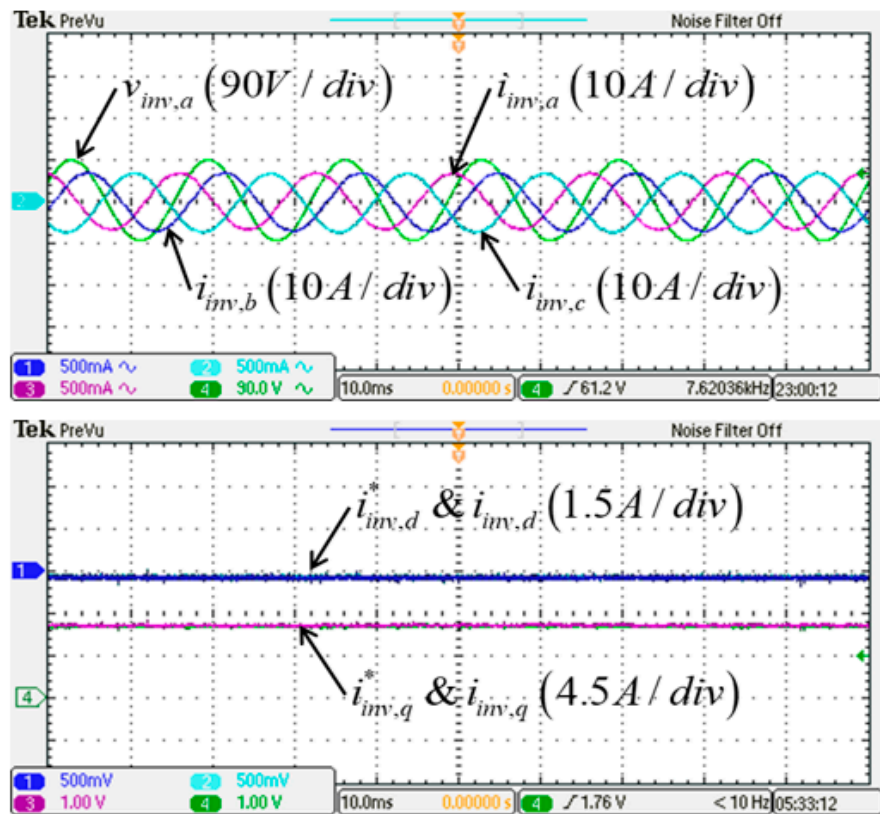 Tek PreVu Noise Filter Off
v_inv,a (90V / div) i_inv,a (10A / div)
2
i_inv,b (10A / div) i_inv,c (10A / div)
1 500mA 2 500mA
3 500mA 4 90.0 V 10.0ms 0.00000 s 4 61.2 V 7.62036kHz 23:00:12
Tek PreVu Noise Filter Off
i*_inv,d & i_inv,d (1.5A / div)
1
i*_inv,q & i_inv,q (4.5A / div)
4
1 500mV 2 500mV
3 1.00 V 4 1.00 V 10.0ms 0.00000 s 4 1.76 V < 10 Hz 05:33:12